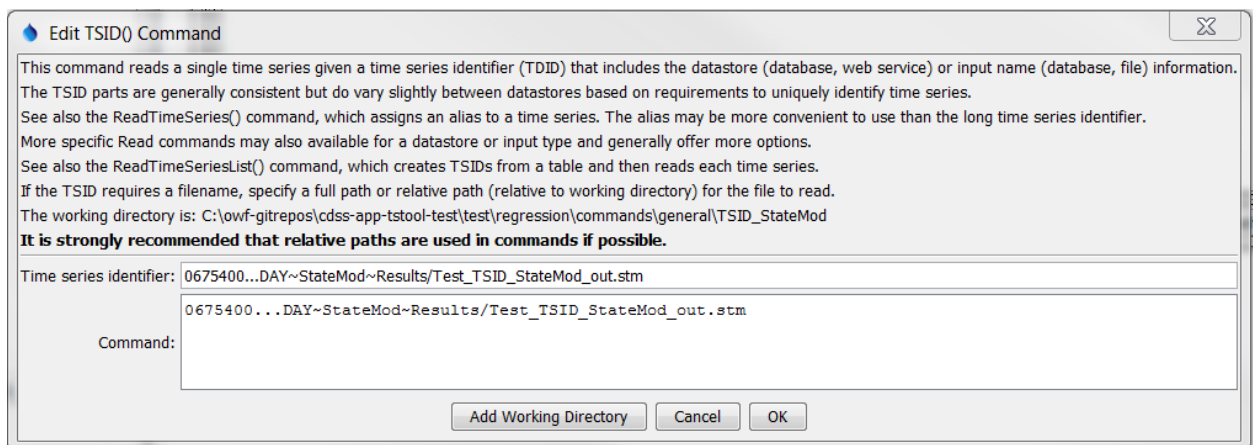 Edit TSID() Command
This command reads a single time series given a time series identifier (TDID) that includes the datastore (database, web service) or input name (database, file) information.
The TSID parts are generally consistent but do vary slightly between datastores based on requirements to uniquely identify time series.
See also the ReadTimeSeries() command, which assigns an alias to a time series. The alias may be more convenient to use than the long time series identifier.
More specific Read commands may also available for a datastore or input type and generally offer more options.
See also the ReadTimeSeriesList() command, which creates TSIDs from a table and then reads each time series.
If the TSID requires a filename, specify a full path or relative path (relative to working directory) for the file to read.
The working directory is: C:\owf-gitrepos\cdss-app-tstool-test\test\regression\commands\general\TSID_StateMod
It is strongly recommended that relative paths are used in commands if possible.
Time series identifier: 0675400...DAY~StateMod~Results/Test_TSID_StateMod_out.stm
0675400...DAY~StateMod~Results/Test_TSID_StateMod_out.stm
Command:
Add Working Directory Cancel OK